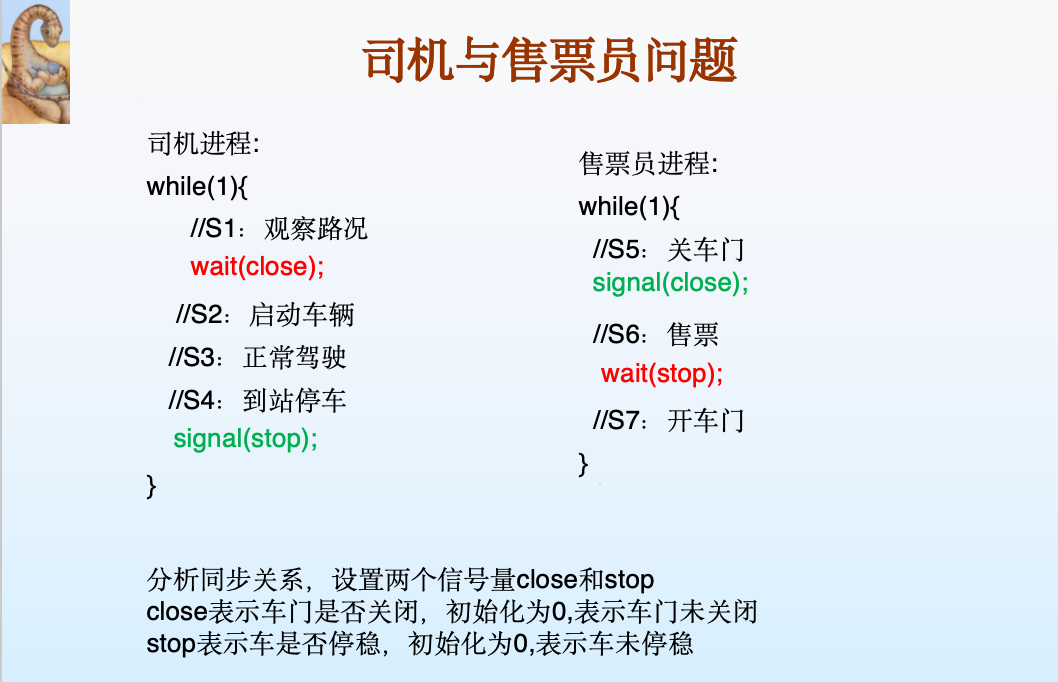 司机与售票员问题
司机进程:
while(1){
//S1：观察路况
wait(close);
//S2：启动车辆
//S3：正常驾驶
//S4：到站停车
signal(stop);
}
售票员进程:
while(1){
//S5：关车门
signal(close);
//S6：售票
wait(stop);
//S7：开车门
}
分析同步关系，设置两个信号量close和stop
close表示车门是否关闭，初始化为0,表示车门未关闭
stop表示车是否停稳，初始化为0,表示车未停稳